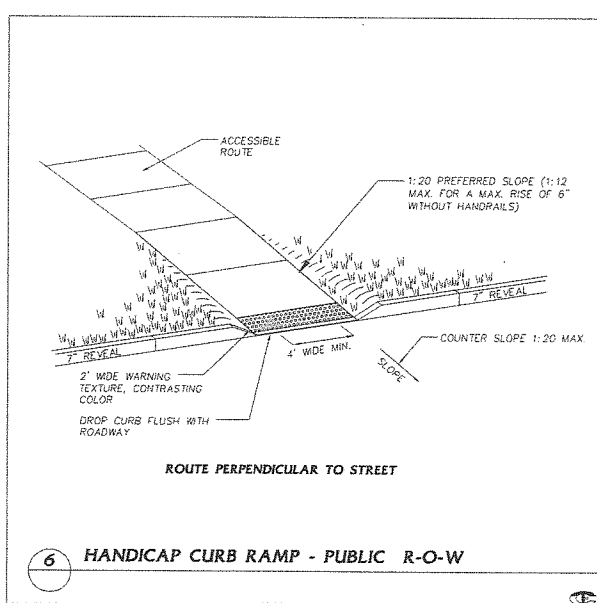 ACCESSIBLE
ROUTE
1:20 PREFERRED SLOPE (1:12
MAX. FOR A MAX. RISE OF 6"
WITHOUT HANDRAILS)
7" REVEAL
COUNTER SLOPE 1:20 MAX.
SLOPE
4' WIDE MIN.
7" REVEAL
2' WIDE WARNING
TEXTURE, CONTRASTING
COLOR
DROP CURB FLUSH WITH
ROADWAY
ROUTE PERPENDICULAR TO STREET
6 HANDICAP CURB RAMP - PUBLIC R-O-W